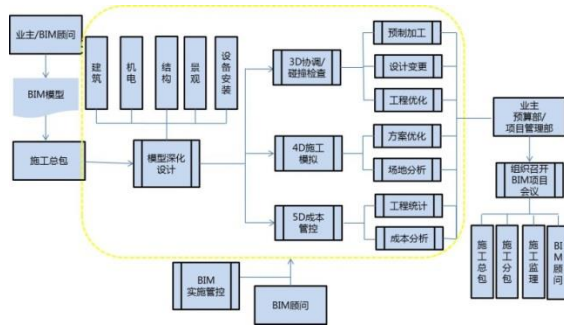 业主/BIM顾问
BIM模型
施工总包
建筑
机电
结构
景观
设备安装
模型深化
设计
3D协调/
碰撞检查
4D施工
模拟
5D成本
管控
预制加工
设计变更
工程优化
方案优化
场地分析
工程统计
成本分析
业主
预算部/
项目管理部
组织召开
BIM项目
会议
施工总包
施工分包
施工监理
BIM顾问
BIM
实施管控
BIM顾问